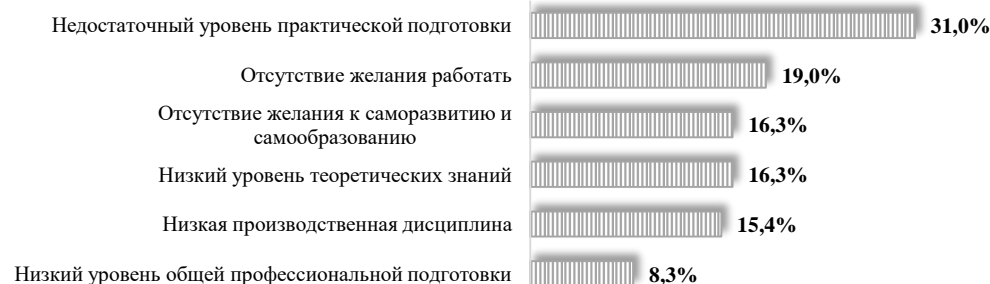 Недостаточный уровень практической подготовки 31,0%
Отсутствие желания работать 19,0%
Отсутствие желания к саморазвитию и
самообразованию 16,3%
Низкий уровень теоретических знаний 16,3%
Низкая производственная дисциплина 15,4%
Низкий уровень общей профессиональной подготовки 8,3%